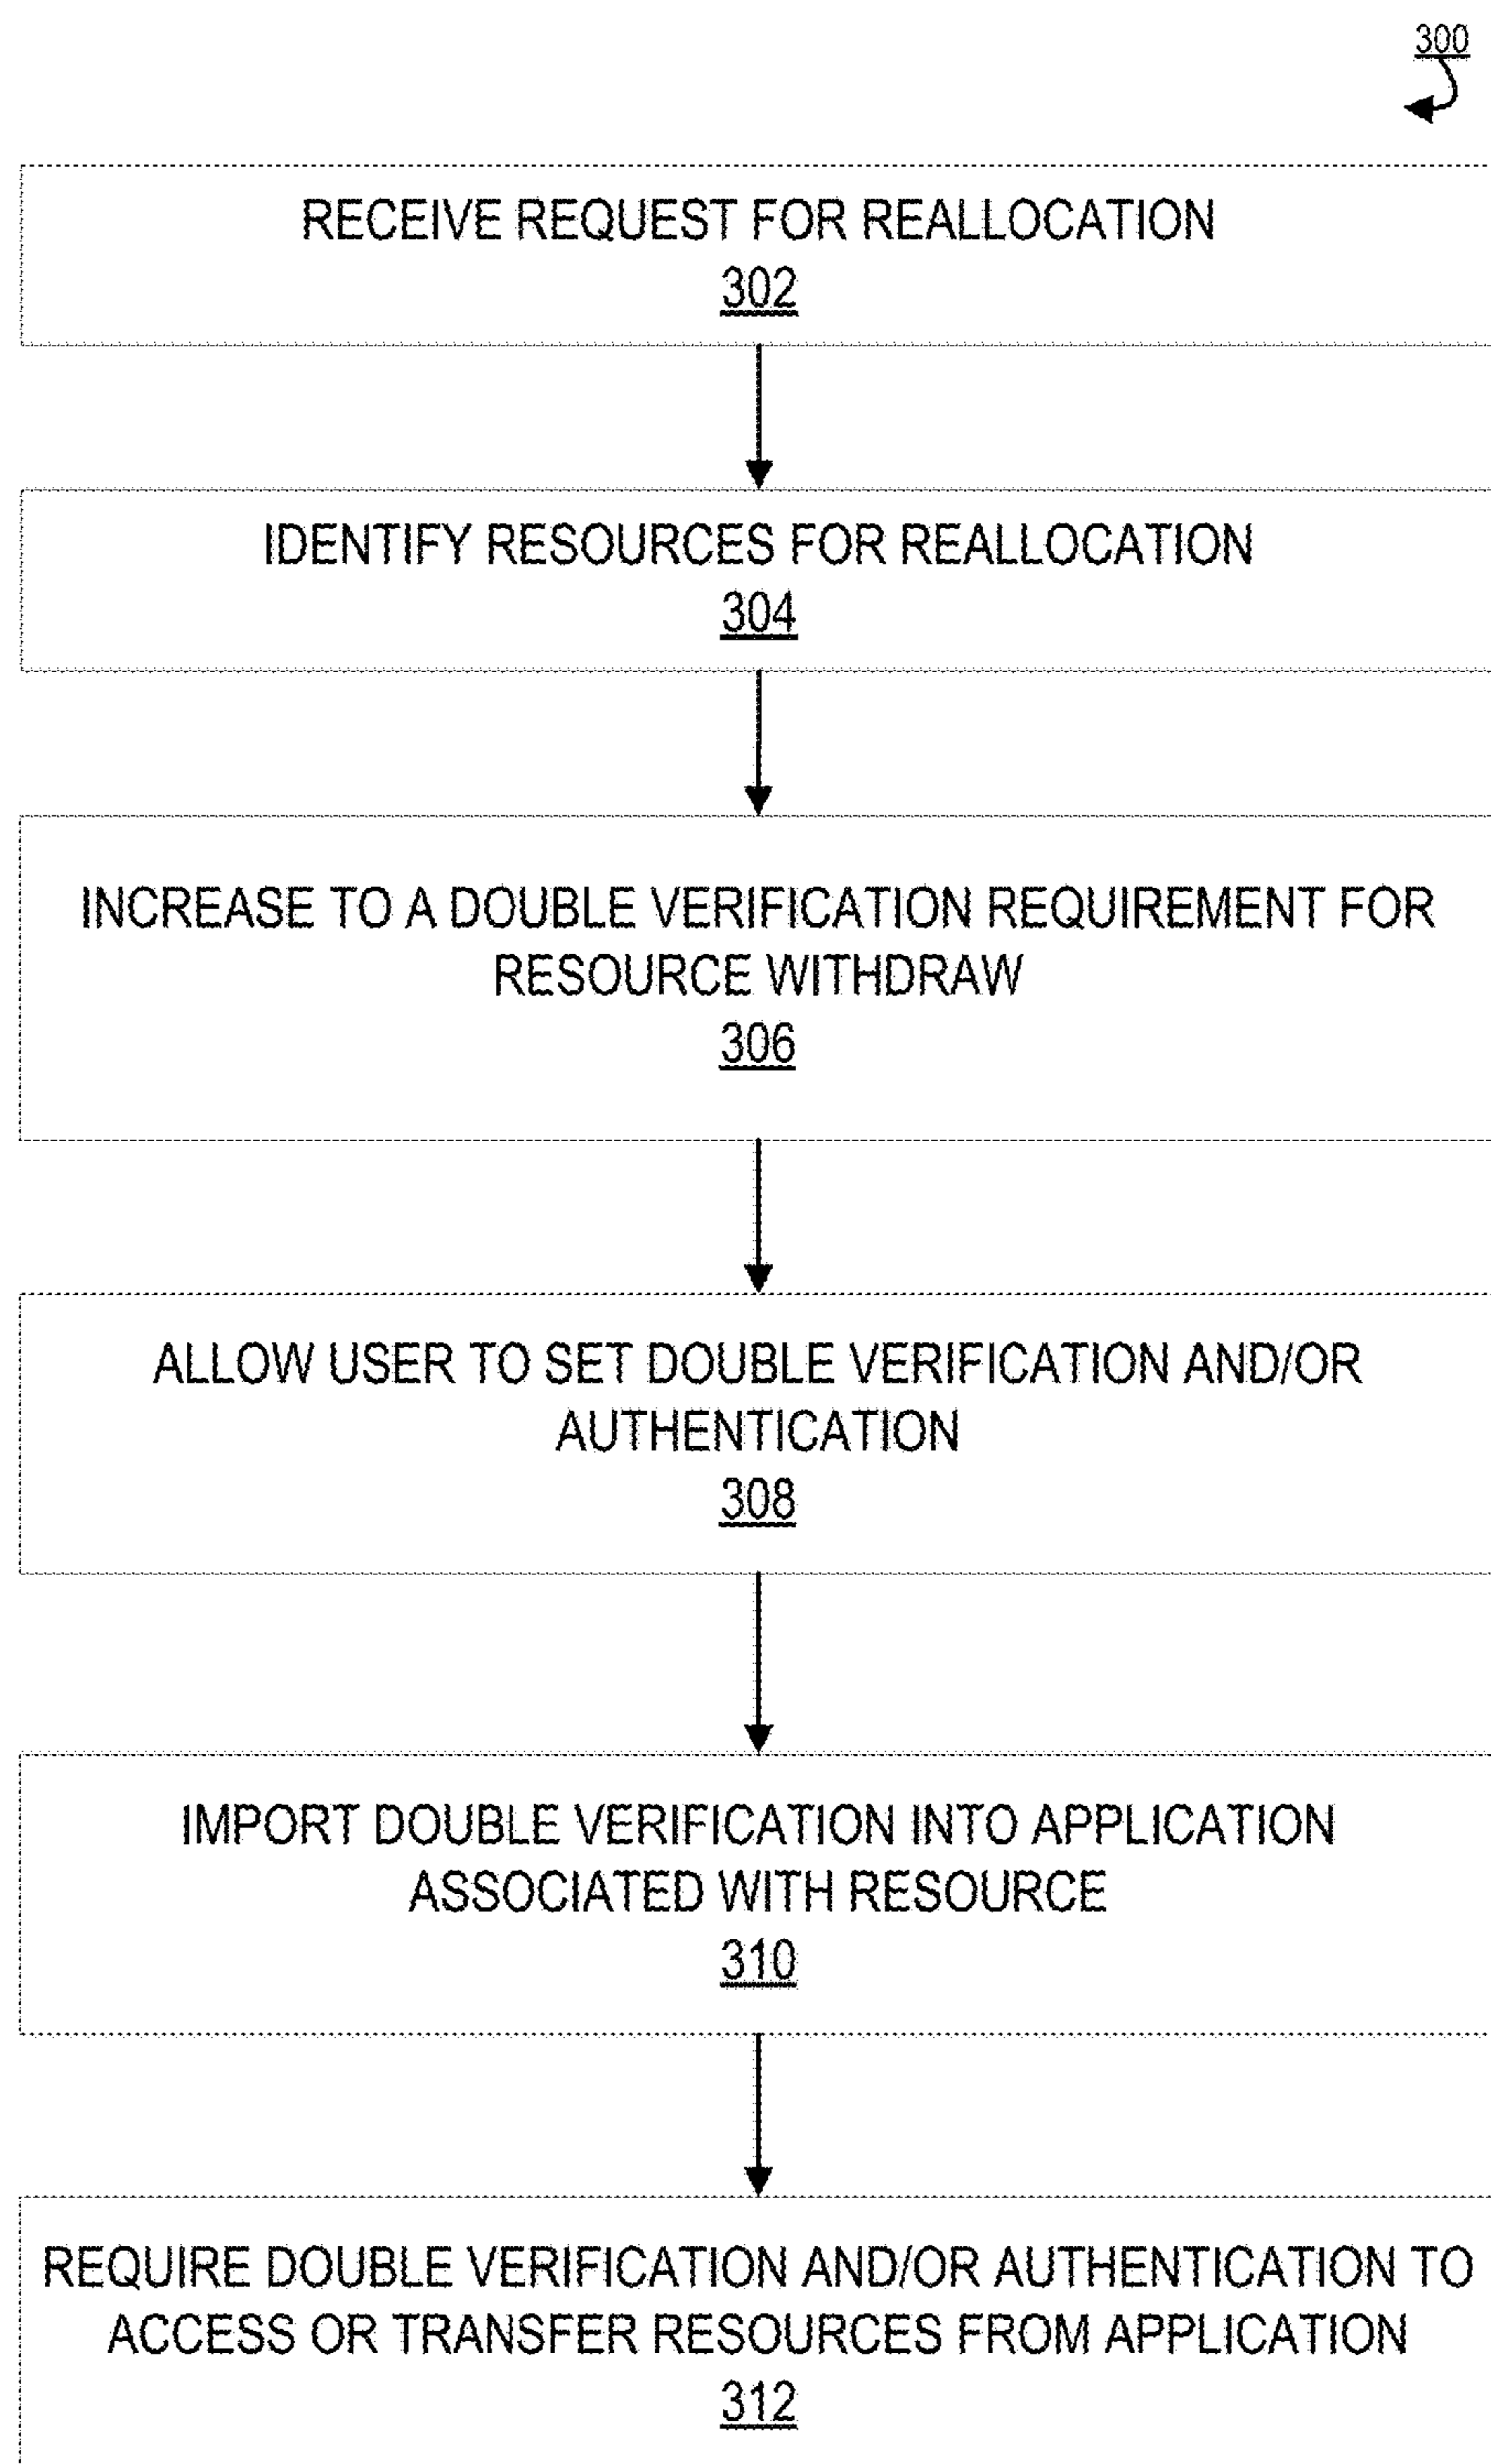 300
RECEIVE REQUEST FOR REALLOCATION
302
IDENTIFY RESOURCES FOR REALLOCATION
304
INCREASE TO A DOUBLE VERIFICATION REQUIREMENT FOR
RESOURCE WITHDRAW
306
ALLOW USER TO SET DOUBLE VERIFICATION AND/OR
AUTHENTICATION
308
IMPORT DOUBLE VERIFICATION INTO APPLICATION
ASSOCIATED WITH RESOURCE
310
REQUIRE DOUBLE VERIFICATION AND/OR AUTHENTICATION TO
ACCESS OR TRANSFER RESOURCES FROM APPLICATION
312